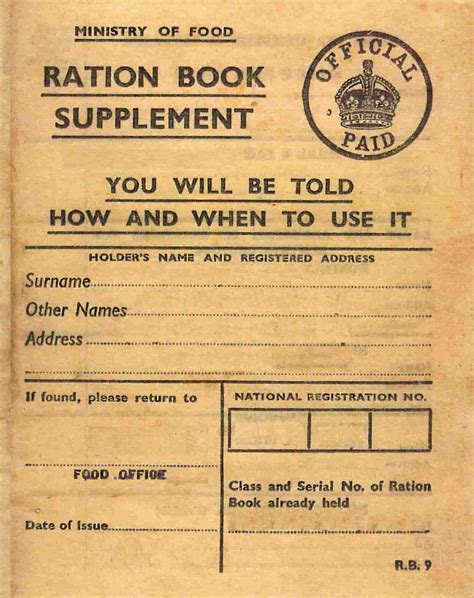 MINISTRY OF FOOD
RATION BOOK
SUPPLEMENT
OFFICIAL
PAID
YOU WILL BE TOLD
HOW AND WHEN TO USE IT
HOLDER'S NAME AND REGISTERED ADDRESS
Surname
Other Names
Address
If found, please return to
FOOD OFFICE
Date of Issue
NATIONAL REGISTRATION NO.
Class and Serial No. of Ration
Book already held
R.B. 9